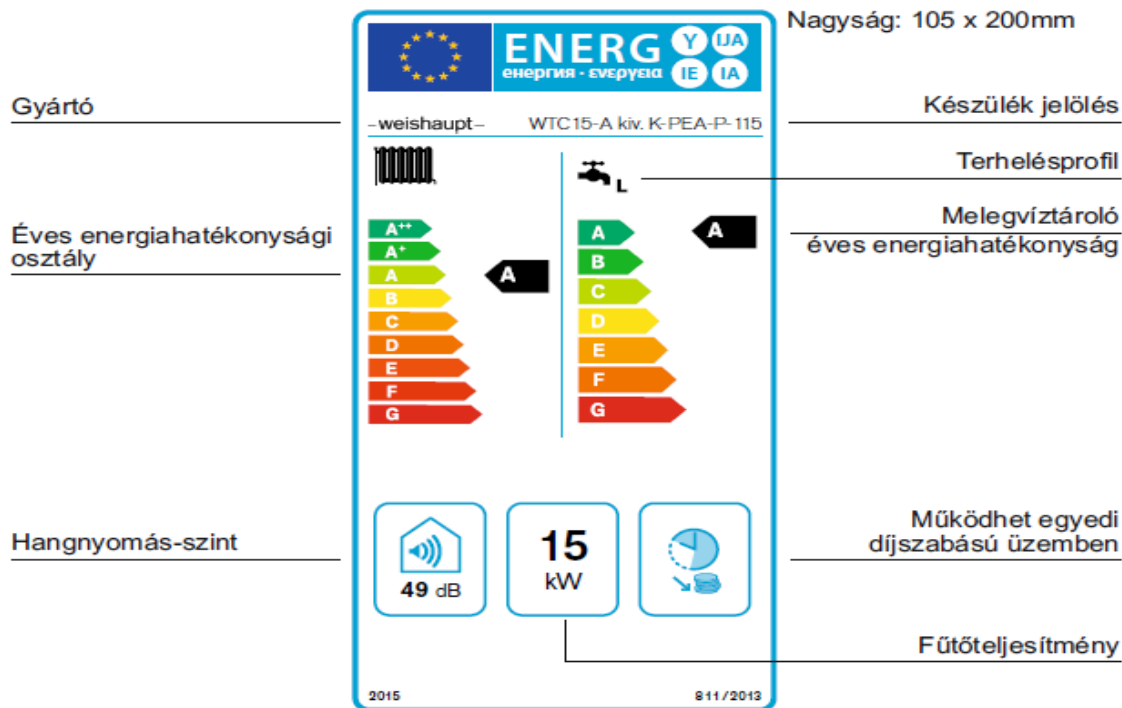 Nagyság: 105 x 200mm
ENERG Y IJA
енергия · ενεργεια IE IA
Gyártó
Készülék jelölés
–weishaupt– WTC15-A kiv. K-PEA-P-115
Terhelésprofil
L
Melegvíztároló
éves energiahatékonyság
Éves energiahatékonysági
osztály
A++
A+
A
B
C
D
E
F
G
A
A
B
C
D
E
F
G
A
Hangnyomás-szint
49 dB
15
kW
Működhet egyedi
díjszabású üzemben
Fűtőteljesítmény
2015
811/2013